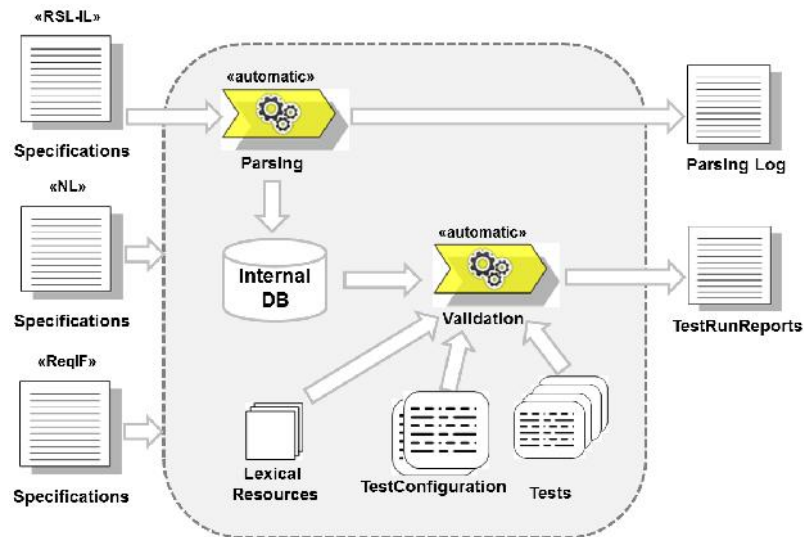 «RSL-IL»
Specifications
«NL»
Specifications
«ReqIF»
Specifications
«automatic»
Parsing
Internal
DB
«automatic»
Validation
Lexical
Resources
TestConfiguration
Tests
Parsing Log
TestRunReports